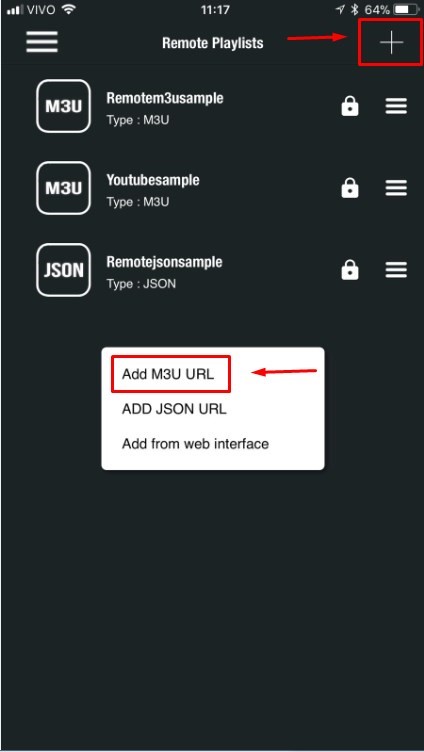 VIVO 11:17 64%
Remote Playlists
M3U Remotem3usample
Type : M3U
M3U Youtubesample
Type : M3U
JSON Remotejsonsample
Type : JSON
Add M3U URL
ADD JSON URL
Add from web interface